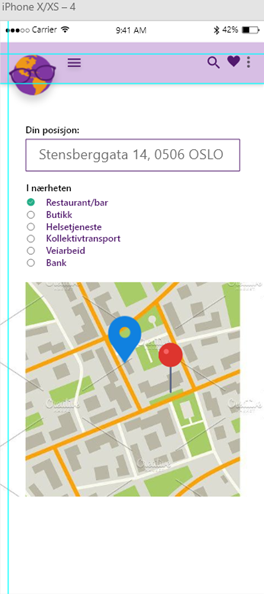 iPhone X/XS – 4
Carrier
9:41 AM
42%
Din posisjon:
Stensberggata 14, 0506 OSLO
I nærheten
Restaurant/bar
Butikk
Helsetjeneste
Kollektivtransport
Veiarbeid
Bank